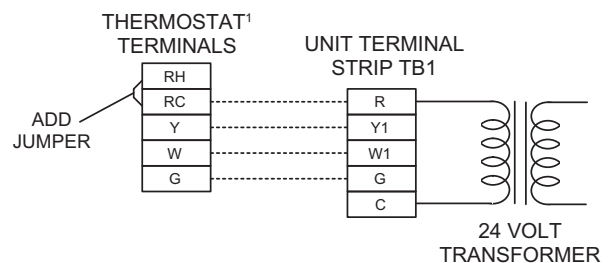 THERMOSTAT¹
TERMINALS
UNIT TERMINAL
STRIP TB1
RH
RC
Y
W
G
ADD
JUMPER
R
Y1
W1
G
C
24 VOLT
TRANSFORMER